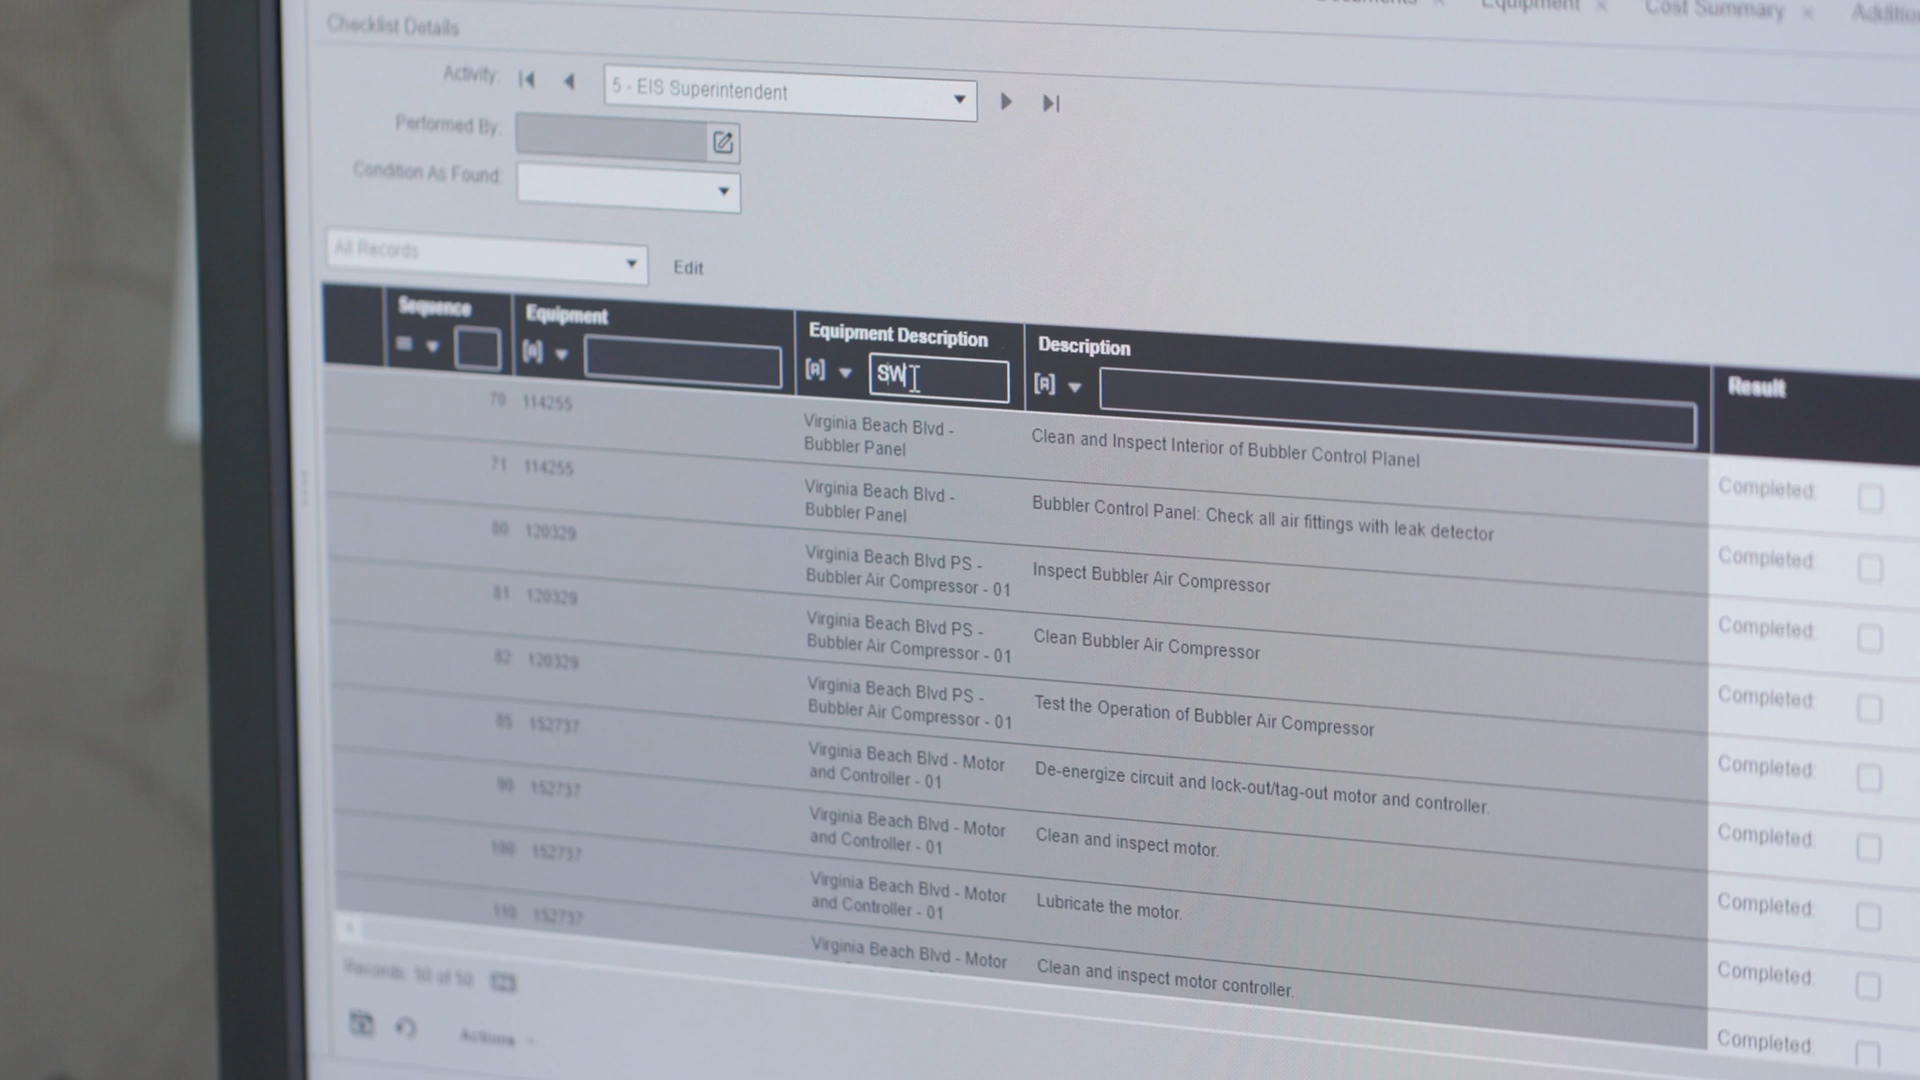 Equipment × Cost Summary ×
Checklist Details
Activity: 5 - EIS Superintendent
Performed By:
Condition As Found:
All Records Edit
Sequence Equipment Equipment Description Description Result
SW
70 114255 Virginia Beach Blvd - Clean and Inspect Interior of Bubbler Control Planel Completed:
Bubbler Panel
71 114255 Virginia Beach Blvd - Bubbler Control Panel: Check all air fittings with leak detector Completed:
Bubbler Panel
80 120329 Virginia Beach Blvd PS - Inspect Bubbler Air Compressor Completed:
Bubbler Air Compressor - 01
81 120329 Virginia Beach Blvd PS - Clean Bubbler Air Compressor Completed:
Bubbler Air Compressor - 01
82 120329 Virginia Beach Blvd PS - Test the Operation of Bubbler Air Compressor Completed:
Bubbler Air Compressor - 01
85 152737 Virginia Beach Blvd - Motor De-energize circuit and lock-out/tag-out motor and controller. Completed:
and Controller - 01
90 152737 Virginia Beach Blvd - Motor Clean and inspect motor. Completed:
and Controller - 01
100 152737 Virginia Beach Blvd - Motor Lubricate the motor. Completed:
and Controller - 01
110 152737 Virginia Beach Blvd - Motor Clean and inspect motor controller. Completed:
Completed:
Records: 50 of 50
Actions